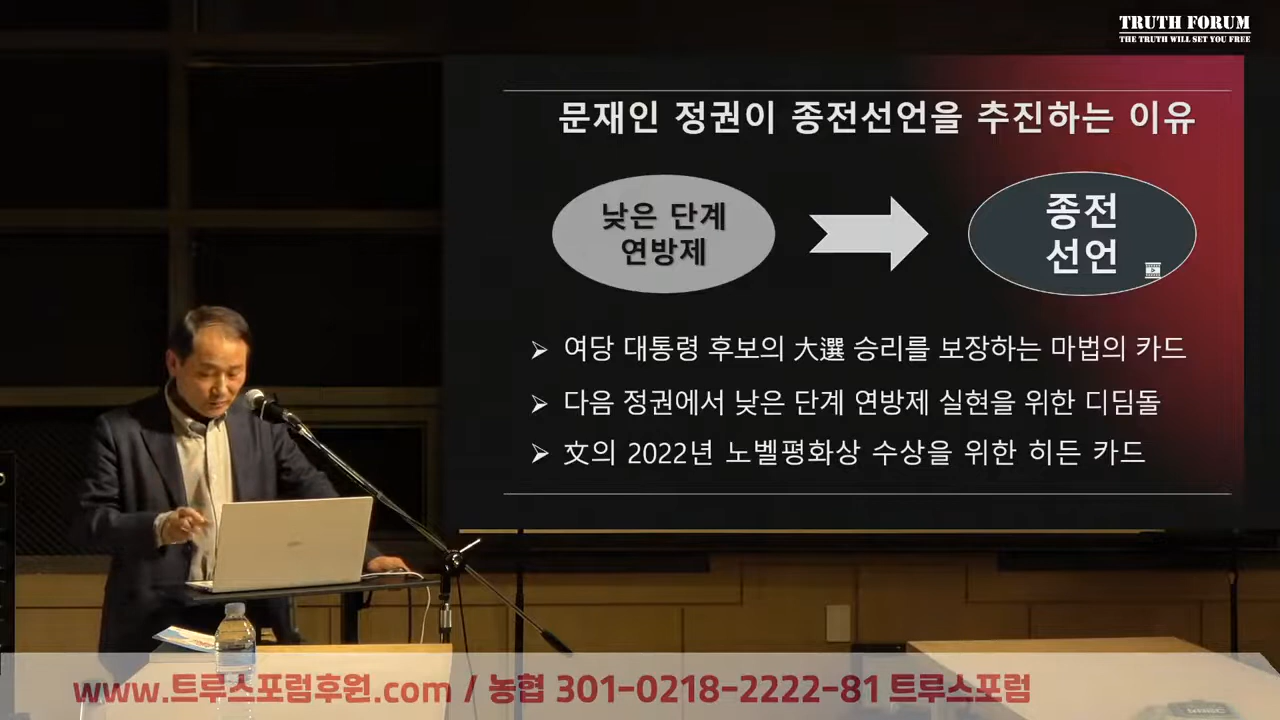 TRUTH FORUM
THE TRUTH WILL SET YOU FREE
문재인 정권이 종전선언을 추진하는 이유
낮은 단계
연방제
종전
선언
➢ 여당 대통령 후보의 大選 승리를 보장하는 마법의 카드
➢ 다음 정권에서 낮은 단계 연방제 실현을 위한 디딤돌
➢ 文의 2022년 노벨평화상 수상을 위한 히든 카드
www.트루스포럼후원.com / 농협 301-0218-2222-81 트루스포럼